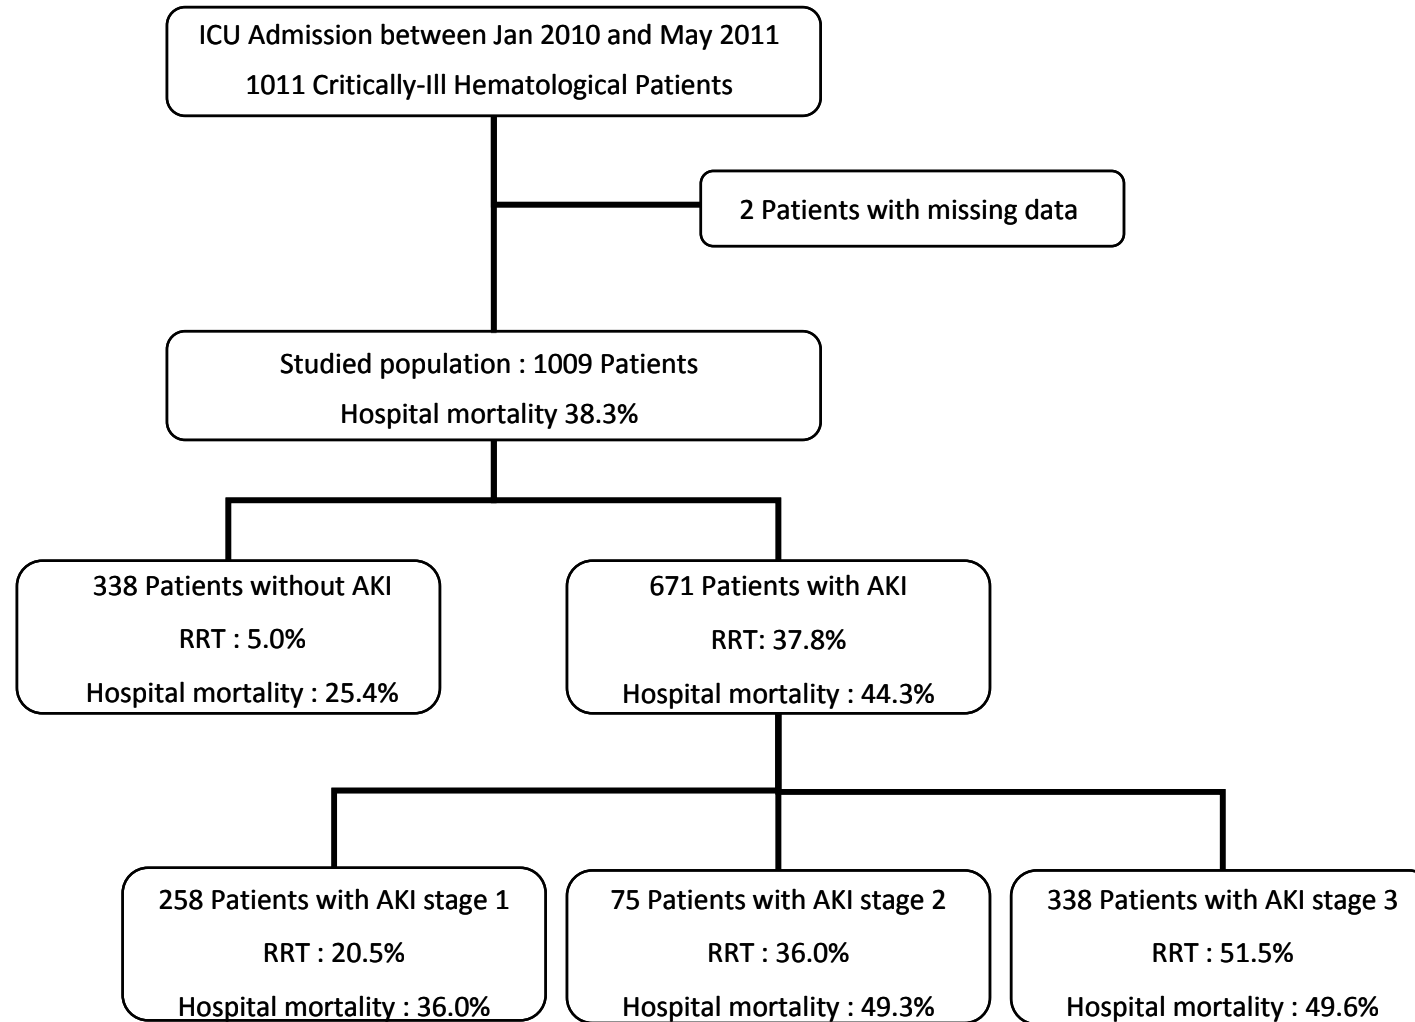 ICU Admission between Jan 2010 and May 2011
1011 Critically-Ill Hematological Patients
2 Patients with missing data
Studied population : 1009 Patients
Hospital mortality 38.3%
338 Patients without AKI
RRT : 5.0%
Hospital mortality : 25.4%
671 Patients with AKI
RRT: 37.8%
Hospital mortality : 44.3%
258 Patients with AKI stage 1
RRT : 20.5%
Hospital mortality : 36.0%
75 Patients with AKI stage 2
RRT : 36.0%
Hospital mortality : 49.3%
338 Patients with AKI stage 3
RRT : 51.5%
Hospital mortality : 49.6%